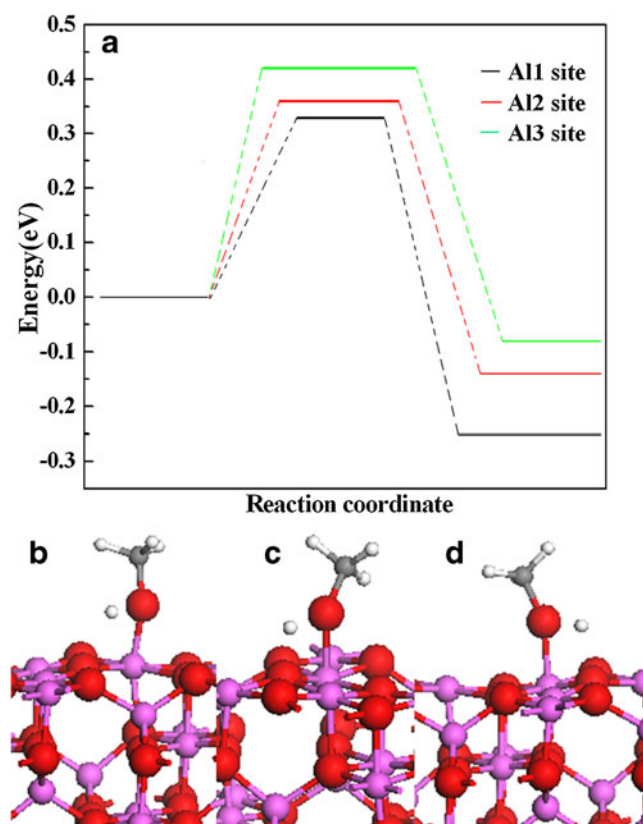 a
0.5
0.4
0.3
0.2
0.1
0.0
-0.1
-0.2
-0.3
Energy(eV)
Reaction coordinate
Al1 site
Al2 site
Al3 site
b
c
d